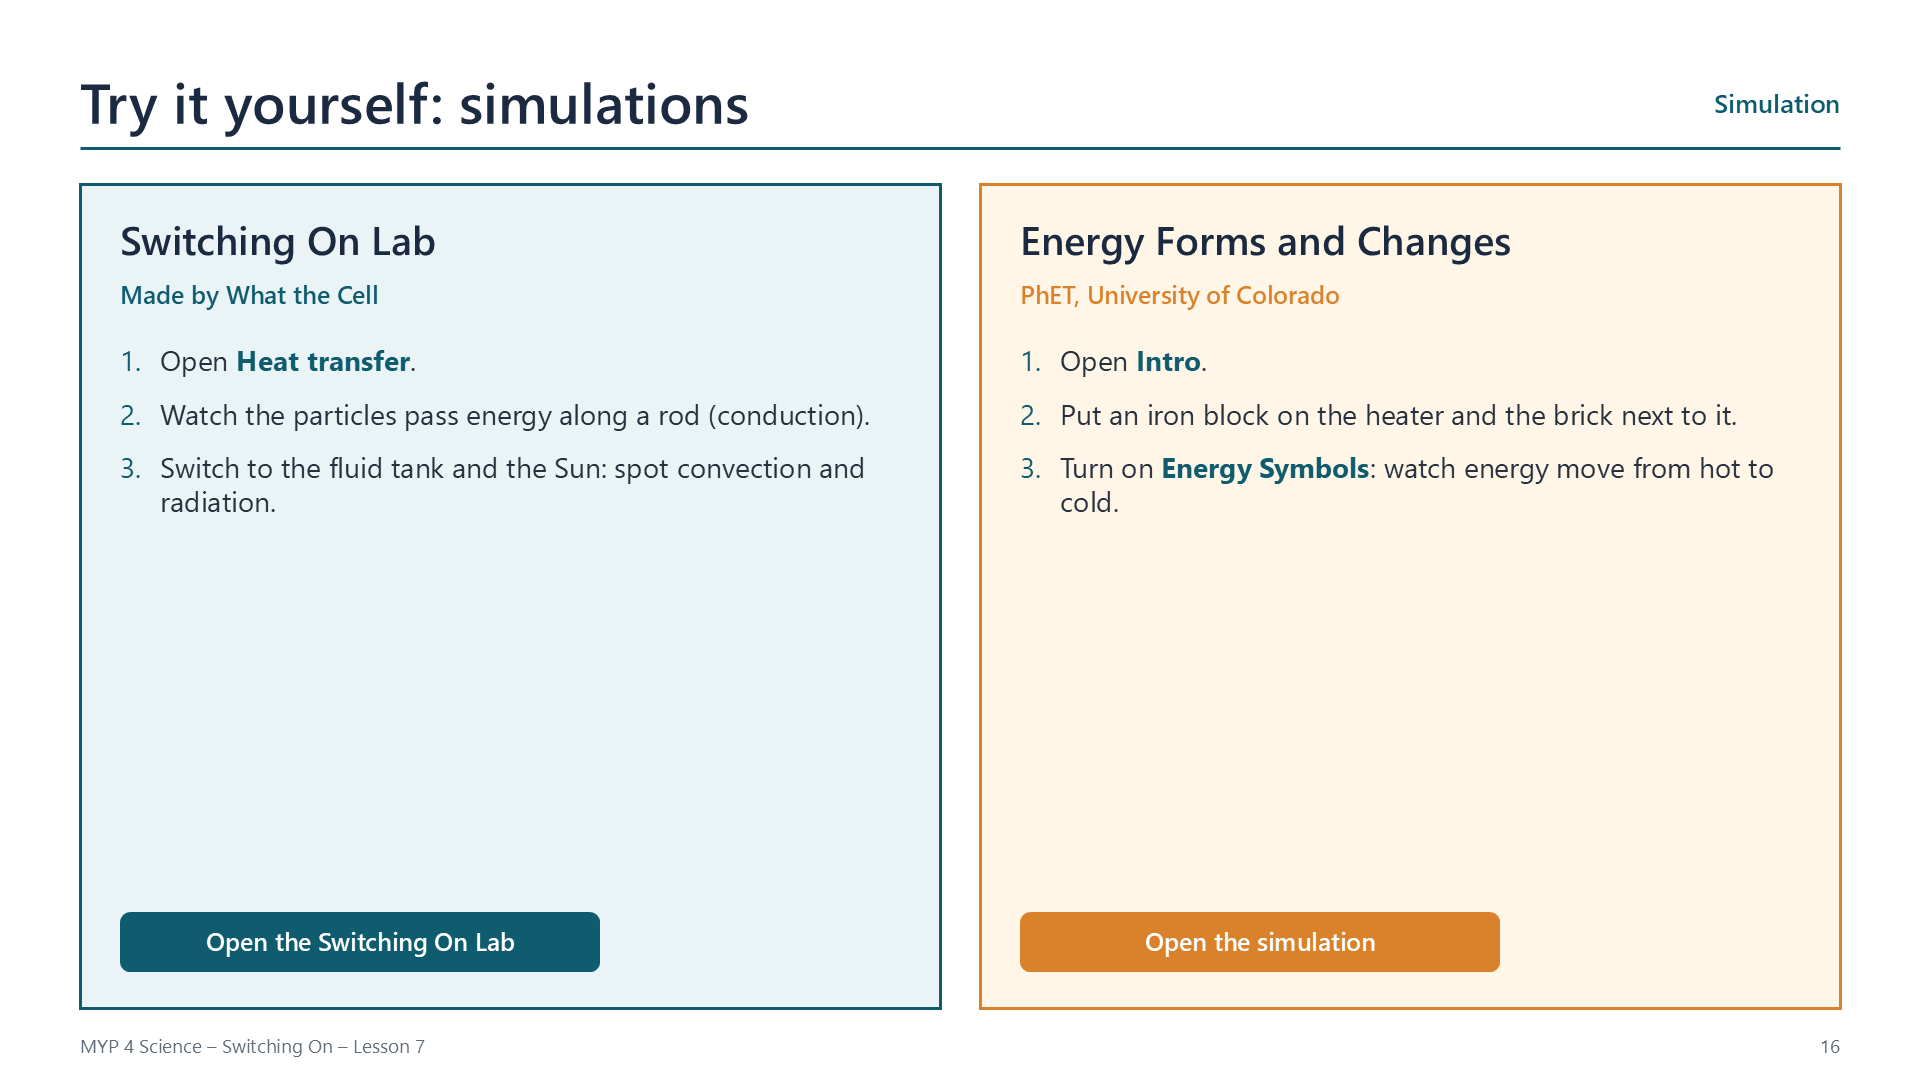 Try it yourself: simulations
Simulation
Switching On Lab
Made by What the Cell
1. Open Heat transfer.
2. Watch the particles pass energy along a rod (conduction).
3. Switch to the fluid tank and the Sun: spot convection and
radiation.
Open the Switching On Lab
Energy Forms and Changes
PhET, University of Colorado
1. Open Intro.
2. Put an iron block on the heater and the brick next to it.
3. Turn on Energy Symbols: watch energy move from hot to
cold.
Open the simulation
MYP 4 Science – Switching On – Lesson 7
16